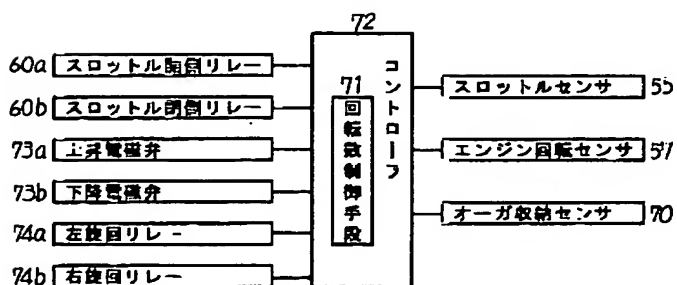 72
コントローラ
71
回転数制御手段
60a スロットル開側リレー
60b スロットル閉側リレー
73a 上昇電磁弁
73b 下降電磁弁
74a 左旋回リレー
74b 右旋回リレー
スロットルセンサ 55
エンジン回転センサ 57
オーガ収納センサ 70